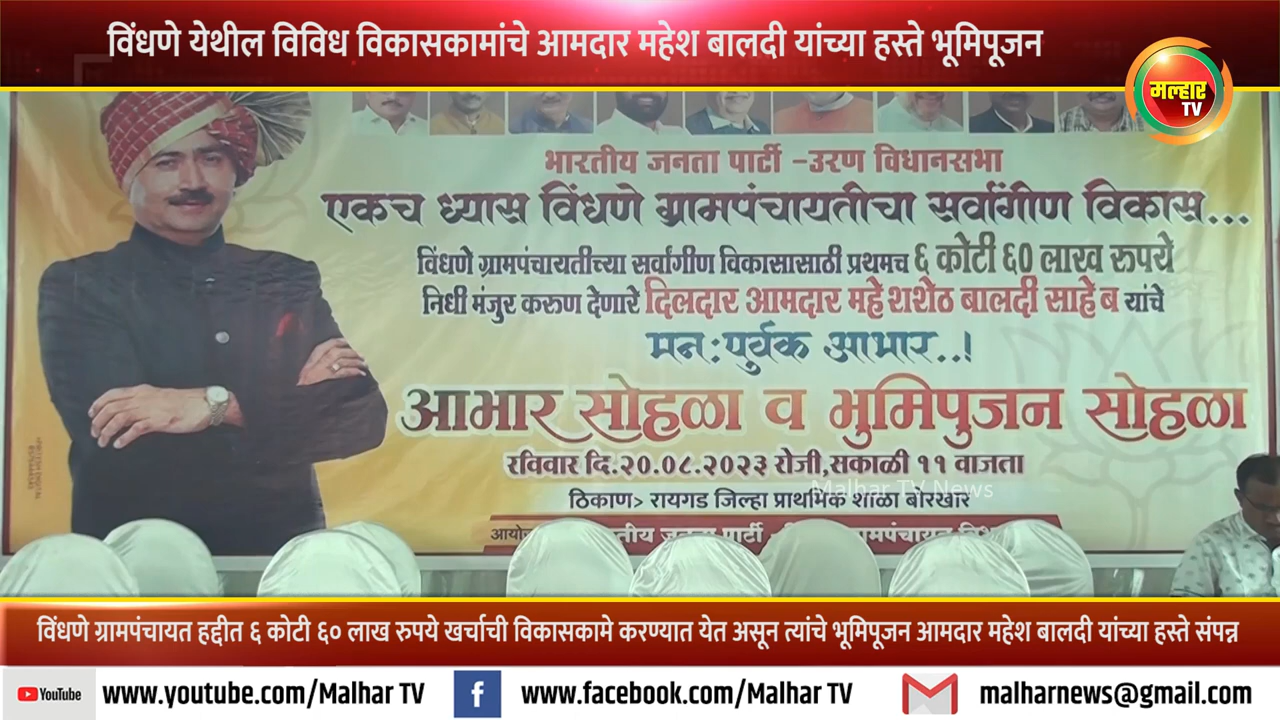 विंधणे येथील विविध विकासकामांचे आमदार महेश बालदी यांच्या हस्ते भूमिपूजन
मल्हार
TV
भारतीय जनता पार्टी -उरण विधानसभा
एकच ध्यास विंधणे ग्रामपंचायतीचा सर्वांगीण विकास...
विंधणे ग्रामपंचायतीच्या सर्वांगीण विकासासाठी प्रथमच ६ कोटी ६० लाख रुपये
निधी मंजुर करुण देणारे दिलदार आमदार महेशशेठ बालदी साहेब यांचे
मन:पुर्वक आभार..!
आभार सोहळा व भुमिपुजन सोहळा
रविवार दि.२०.०८.२०२३ रोजी,सकाळी ११ वाजता
Malhar TV News
ठिकाण> रायगड जिल्हा प्राथमिक शाळा बोरखार
जनता पार्टी
विंधणे ग्रामपंचायत हद्दीत ६ कोटी ६० लाख रुपये खर्चाची विकासकामे करण्यात येत असून त्यांचे भूमिपूजन आमदार महेश बालदी यांच्या हस्ते संपन्न
YouTube www.youtube.com/Malhar TV f www.facebook.com/Malhar TV malharnews@gmail.com